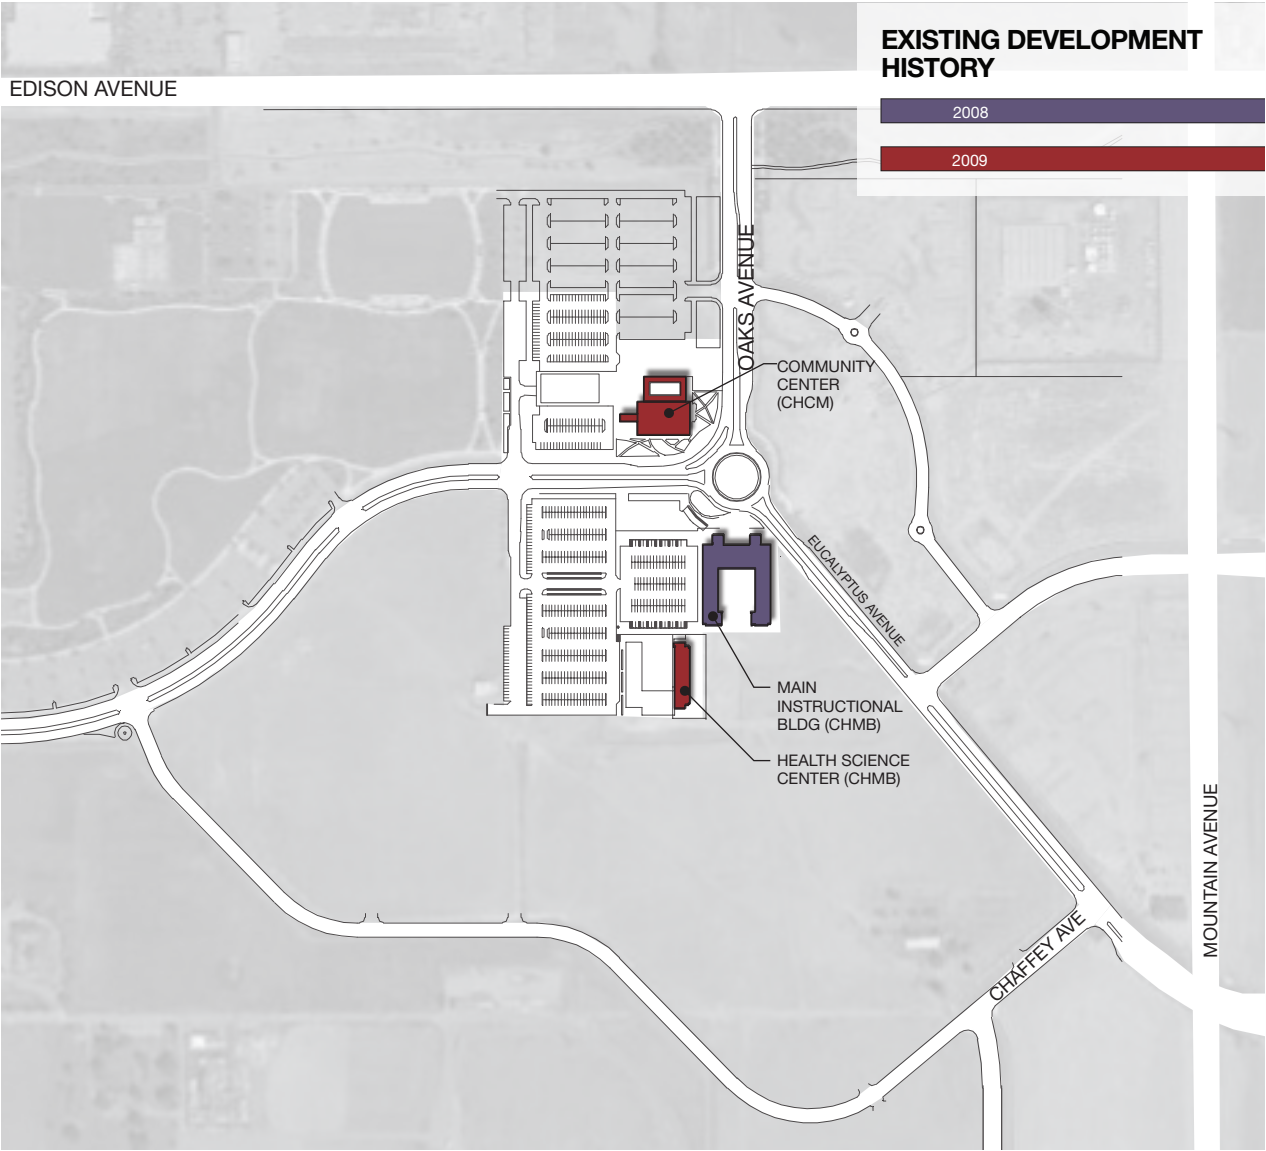 EXISTING DEVELOPMENT
HISTORY
EDISON AVENUE
2008
2009
OAKS AVENUE
COMMUNITY
CENTER
(CHCM)
EUCALYPTUS AVENUE
MAIN
INSTRUCTIONAL
BLDG (CHMB)
HEALTH SCIENCE
CENTER (CHMB)
MOUNTAIN AVENUE
CHAFFEY AVE